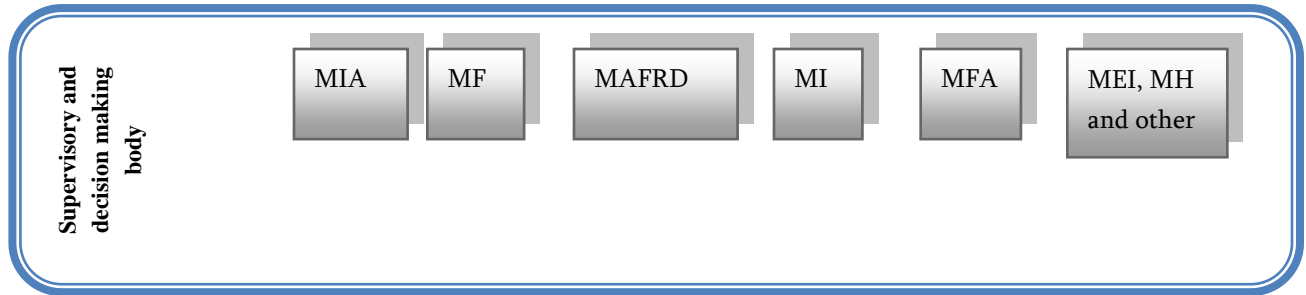 Supervisory and
decision making
body
MIA
MF
MAFRD
MI
MFA
MEI, MH
and other